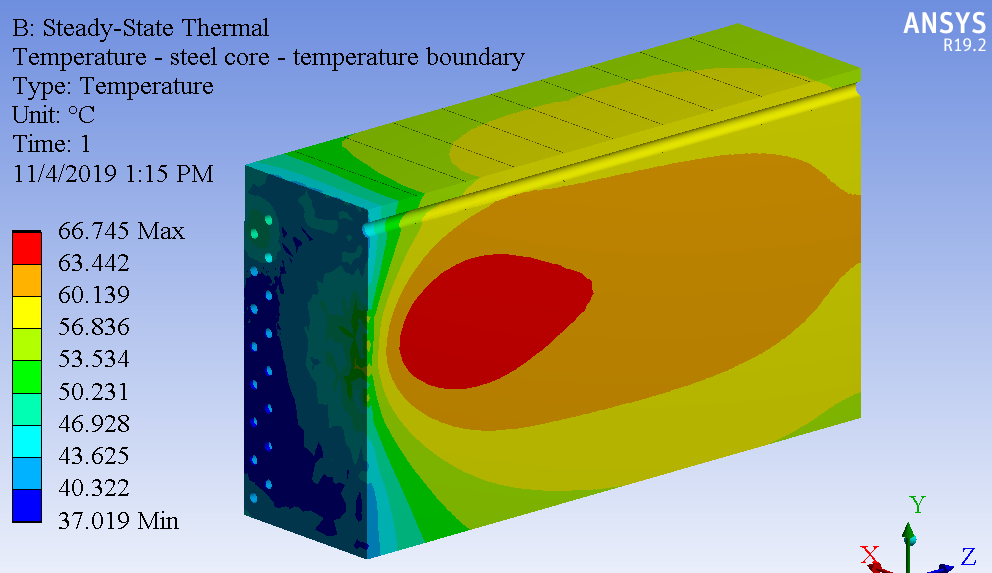 B: Steady-State Thermal
Temperature - steel core - temperature boundary
Type: Temperature
Unit: °C
Time: 1
11/4/2019 1:15 PM
ANSYS
R19.2
66.745 Max
63.442
60.139
56.836
53.534
50.231
46.928
43.625
40.322
37.019 Min
Y
X
Z